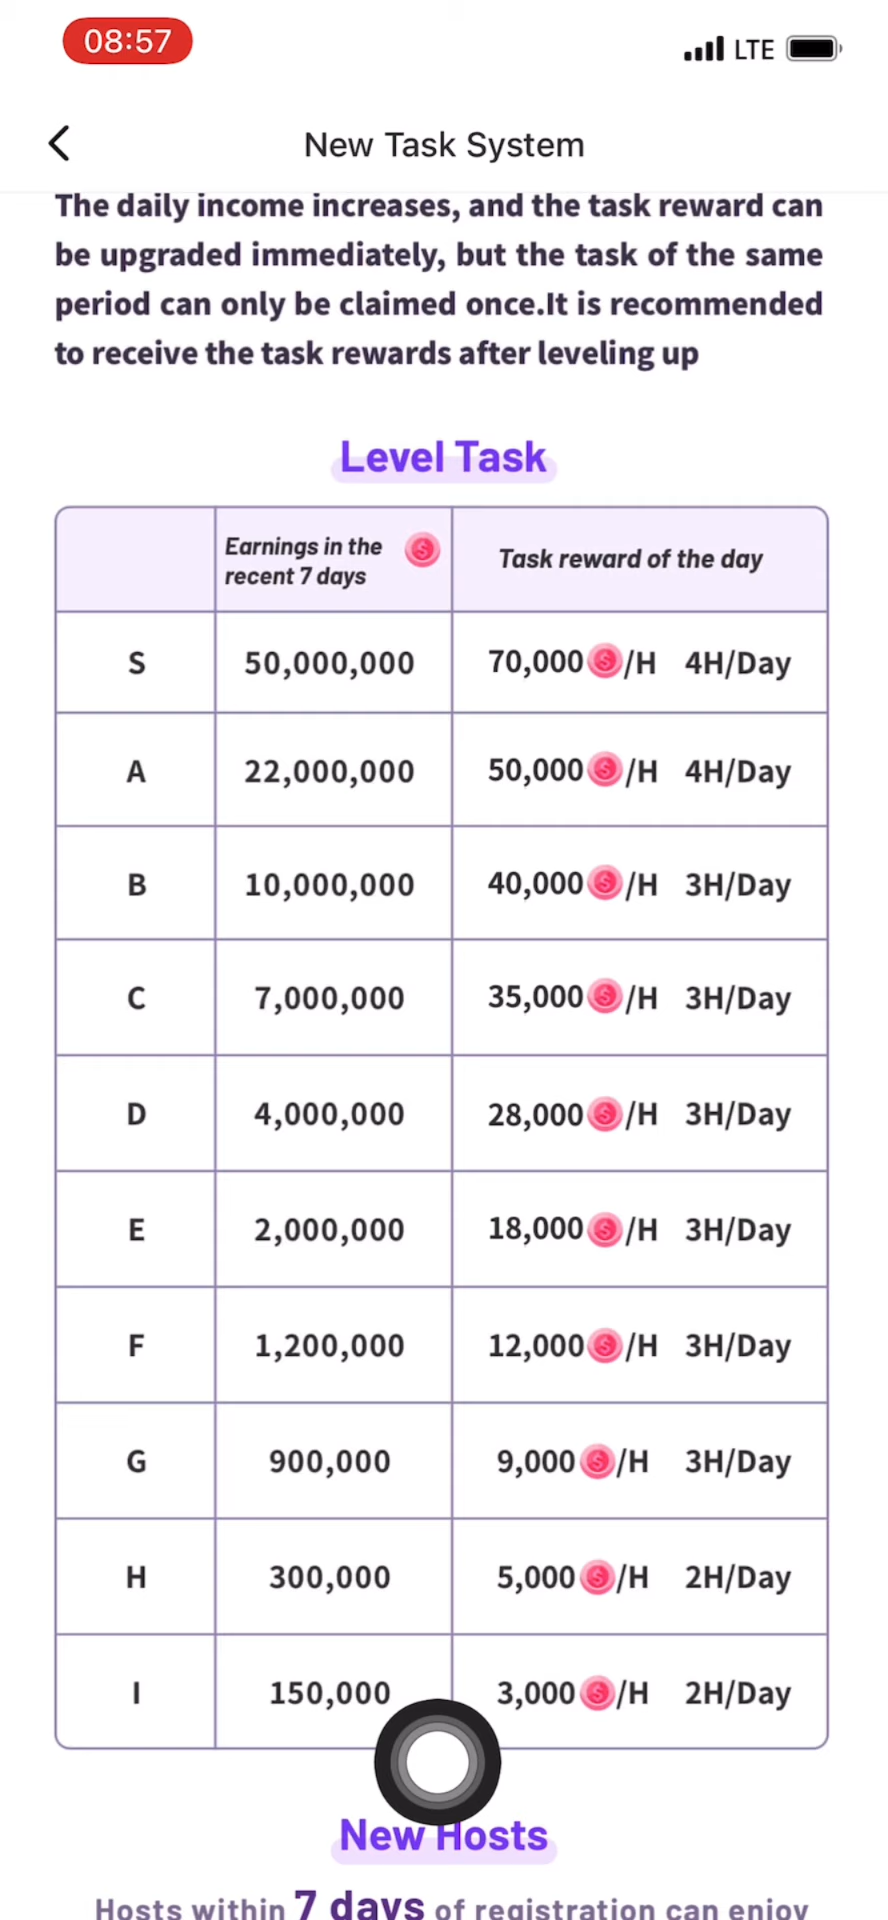 08:57 LTE
New Task System
The daily income increases, and the task reward can
be upgraded immediately, but the task of the same
period can only be claimed once.It is recommended
to receive the task rewards after leveling up
Level Task
Earnings in the
recent 7 days
Task reward of the day
S 50,000,000 70,000 /H 4H/Day
A 22,000,000 50,000 /H 4H/Day
B 10,000,000 40,000 /H 3H/Day
C 7,000,000 35,000 /H 3H/Day
D 4,000,000 28,000 /H 3H/Day
E 2,000,000 18,000 /H 3H/Day
F 1,200,000 12,000 /H 3H/Day
G 900,000 9,000 /H 3H/Day
H 300,000 5,000 /H 2H/Day
I 150,000 3,000 /H 2H/Day
New Hosts
Hosts within 7 days of registration can enjoy